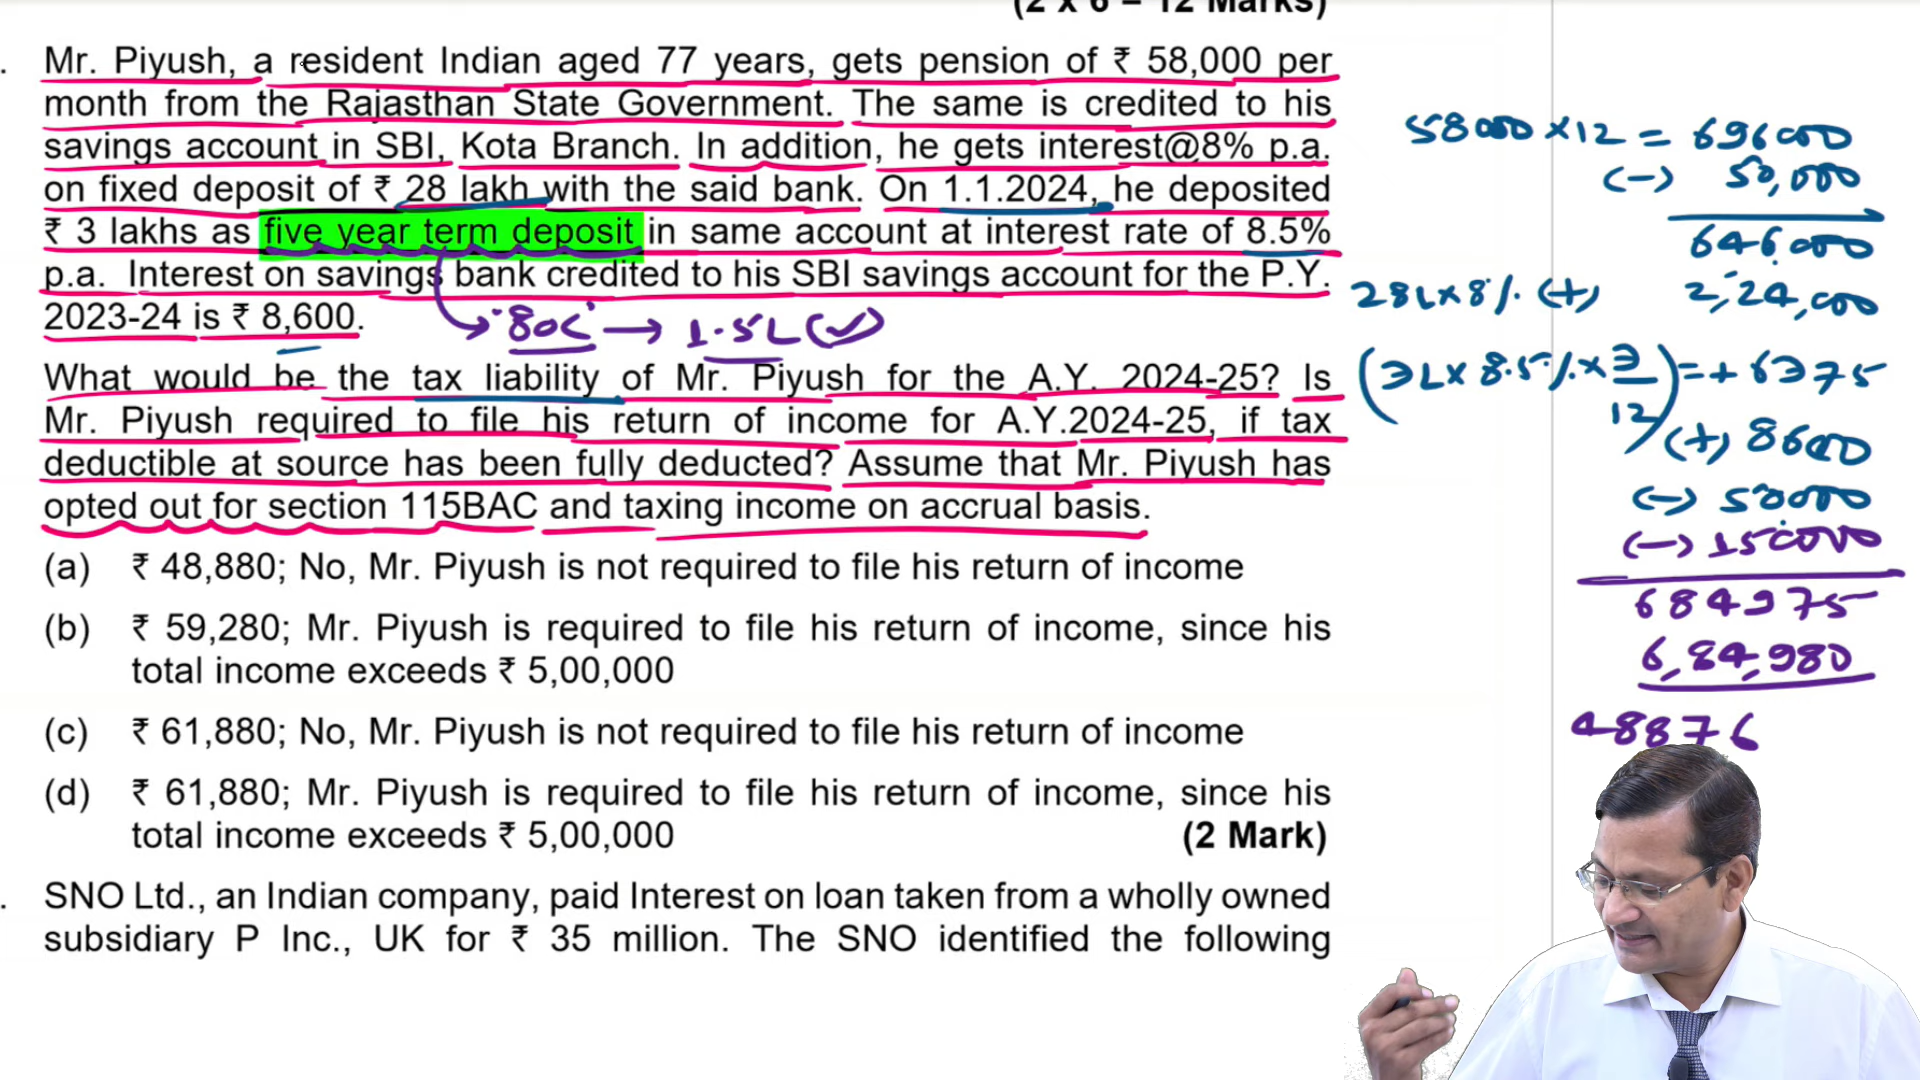 (2 x 6 = 12 Marks)
. Mr. Piyush, a resident Indian aged 77 years, gets pension of ₹ 58,000 per
month from the Rajasthan State Government. The same is credited to his
savings account in SBI, Kota Branch. In addition, he gets interest@8% p.a.
on fixed deposit of ₹ 28 lakh with the said bank. On 1.1.2024, he deposited
₹ 3 lakhs as five year term deposit in same account at interest rate of 8.5%
p.a. Interest on savings bank credited to his SBI savings account for the P.Y.
2023-24 is ₹ 8,600.
80C → 1.5L (✓)
What would be the tax liability of Mr. Piyush for the A.Y. 2024-25? Is
Mr. Piyush required to file his return of income for A.Y.2024-25, if tax
deductible at source has been fully deducted? Assume that Mr. Piyush has
opted out for section 115BAC and taxing income on accrual basis.
(a) ₹ 48,880; No, Mr. Piyush is not required to file his return of income
(b) ₹ 59,280; Mr. Piyush is required to file his return of income, since his
total income exceeds ₹ 5,00,000
(c) ₹ 61,880; No, Mr. Piyush is not required to file his return of income
(d) ₹ 61,880; Mr. Piyush is required to file his return of income, since his
total income exceeds ₹ 5,00,000 (2 Mark)
. SNO Ltd., an Indian company, paid Interest on loan taken from a wholly owned
subsidiary P Inc., UK for ₹ 35 million. The SNO identified the following
58000 x 12 = 696000
(-) 50,000
646000
28L x 8% (+) 2,24,000
(3L x 8.5% x 3/12) = + 6375
(+) 8600
(-) 50000
(-) 150000
684975
6,84,980
48876